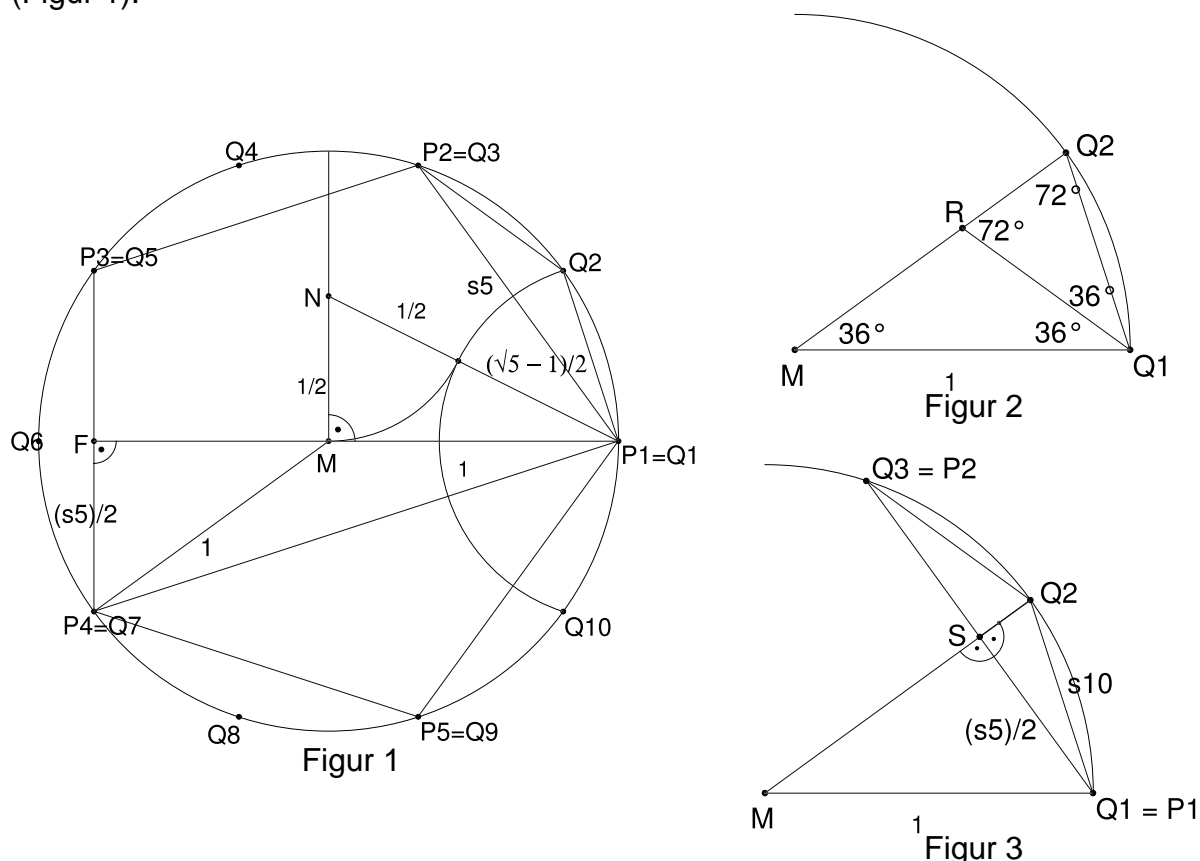 (Figur 1).
Q4
P2=Q3
P3=Q5
Q2
s5
N
1/2
(√5 − 1)/2
1/2
Q6
F
M
P1=Q1
1
(s5)/2
1
P4=Q7
Q10
Q8
P5=Q9
Figur 1
Q2
72°
R
72°
36°
36°
36°
M
Q1
1
Figur 2
Q3 = P2
Q2
S
s10
(s5)/2
M
Q1 = P1
1
Figur 3